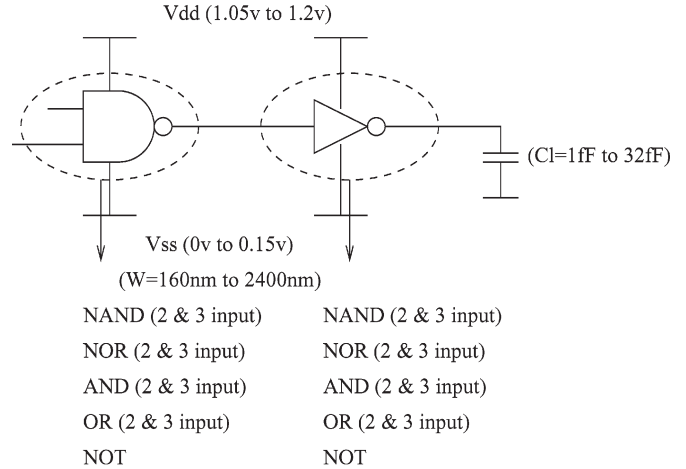 Vdd (1.05v to 1.2v)
(Cl=1fF to 32fF)
Vss (0v to 0.15v)
(W=160nm to 2400nm)
NAND (2 & 3 input) NAND (2 & 3 input)
NOR (2 & 3 input) NOR (2 & 3 input)
AND (2 & 3 input) AND (2 & 3 input)
OR (2 & 3 input) OR (2 & 3 input)
NOT NOT